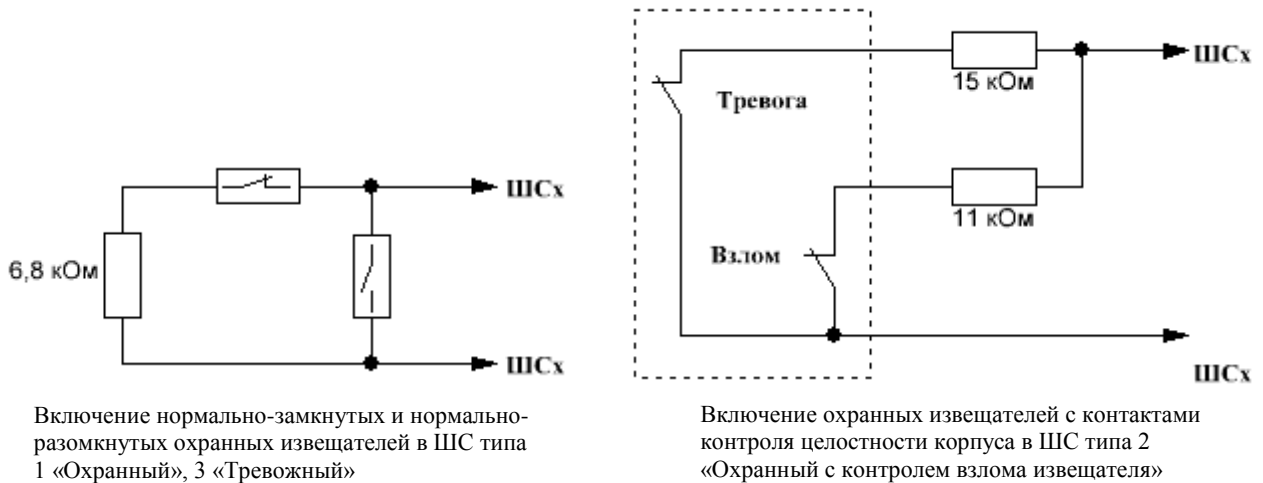 6,8 кОм
ШСх
ШСх
Включение нормально-замкнутых и нормально-
разомкнутых охранных извещателей в ШС типа
1 «Охранный», 3 «Тревожный»
Тревога
15 кОм
ШСх
11 кОм
Взлом
ШСх
Включение охранных извещателей с контактами
контроля целостности корпуса в ШС типа 2
«Охранный с контролем взлома извещателя»